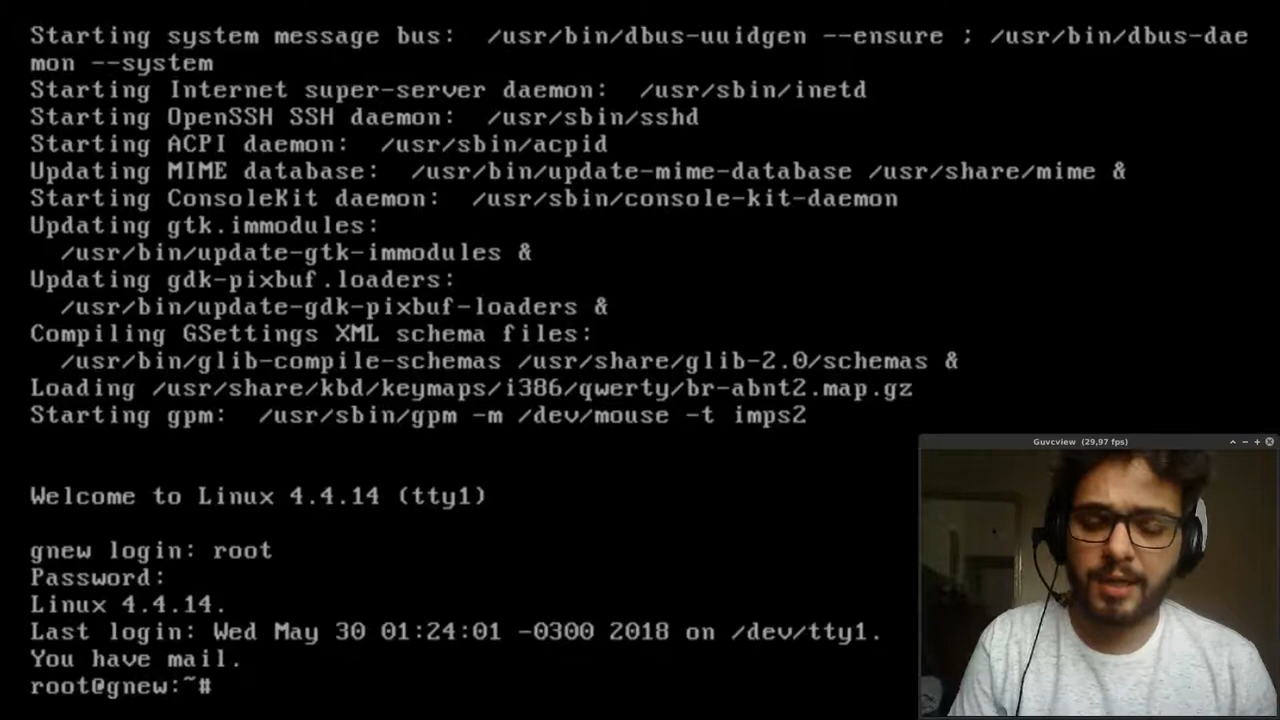 Starting system message bus:  /usr/bin/dbus-uuidgen --ensure ; /usr/bin/dbus-dae
mon --system
Starting Internet super-server daemon:  /usr/sbin/inetd
Starting OpenSSH SSH daemon:  /usr/sbin/sshd
Starting ACPI daemon:  /usr/sbin/acpid
Updating MIME database:  /usr/bin/update-mime-database /usr/share/mime &
Starting ConsoleKit daemon:  /usr/sbin/console-kit-daemon
Updating gtk.immodules:
  /usr/bin/update-gtk-immodules &
Updating gdk-pixbuf.loaders:
  /usr/bin/update-gdk-pixbuf-loaders &
Compiling GSettings XML schema files:
  /usr/bin/glib-compile-schemas /usr/share/glib-2.0/schemas &
Loading /usr/share/kbd/keymaps/i386/qwerty/br-abnt2.map.gz
Starting gpm:  /usr/sbin/gpm -m /dev/mouse -t imps2
Guvcview  (29,97 fps)
Welcome to Linux 4.4.14 (tty1)
gnew login: root
Password:
Linux 4.4.14.
Last login: Wed May 30 01:24:01 -0300 2018 on /dev/tty1.
You have mail.
root@gnew:~#